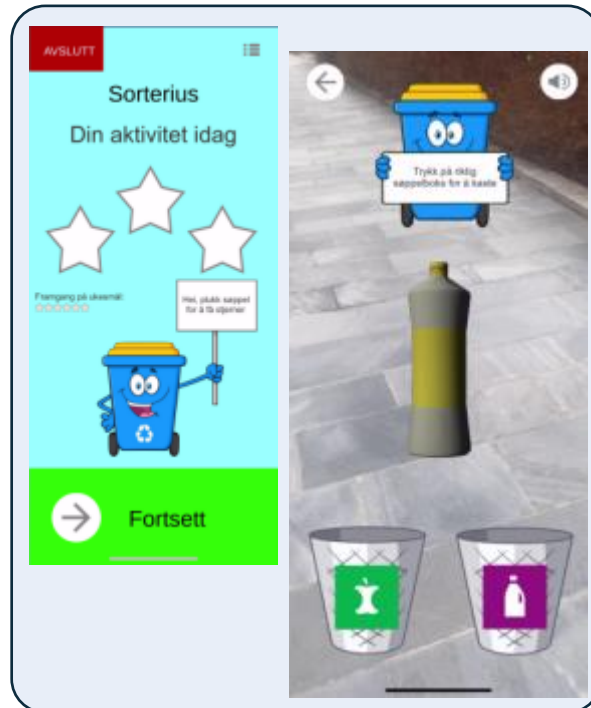 AVSLUTT
Sorterius
Din aktivitet idag
Framgang på ukesmål:
Hei, plukk søppel
for å få stjerner
Fortsett
Trykk på riktig
søppelboks for å kaste